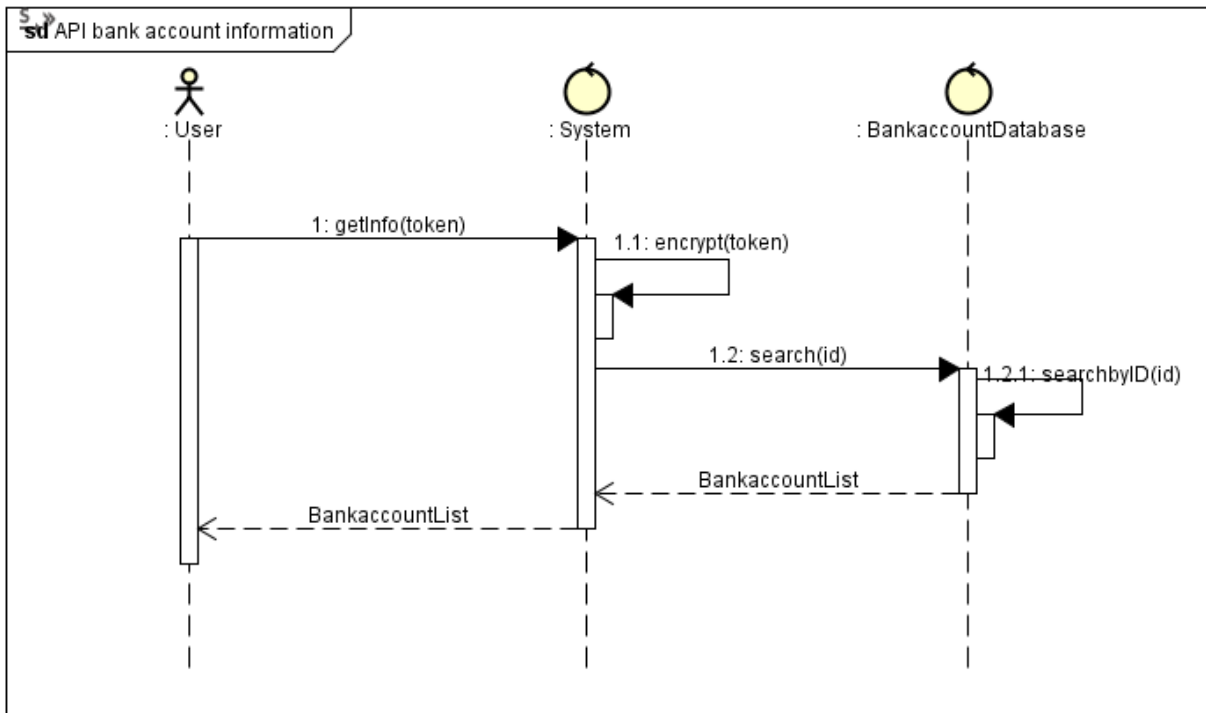 sd API bank account information
: User
: System
: BankaccountDatabase
1: getInfo(token)
1.1: encrypt(token)
1.2: search(id)
1.2.1: searchbyID(id)
BankaccountList
BankaccountList